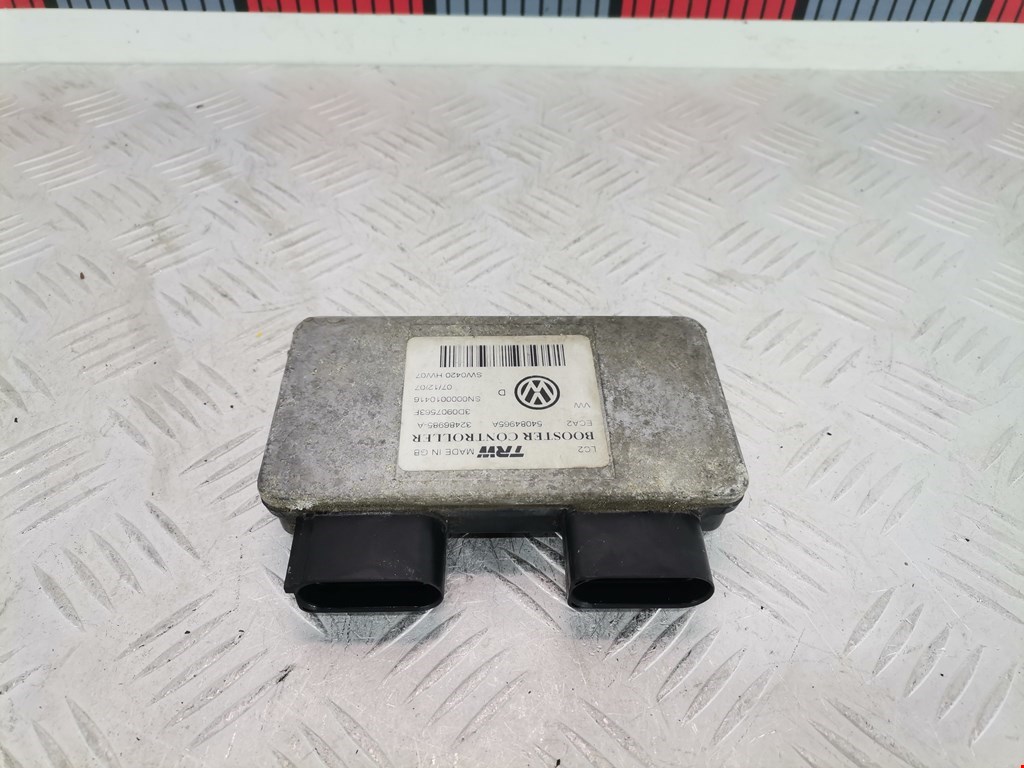 LC2 TRW MADE IN GB
BOOSTER CONTROLLER
ECA2 54084965A 32486985-A
VW 3D0907563F
SN0000010416
D 07/12/07
SW0420 HW07